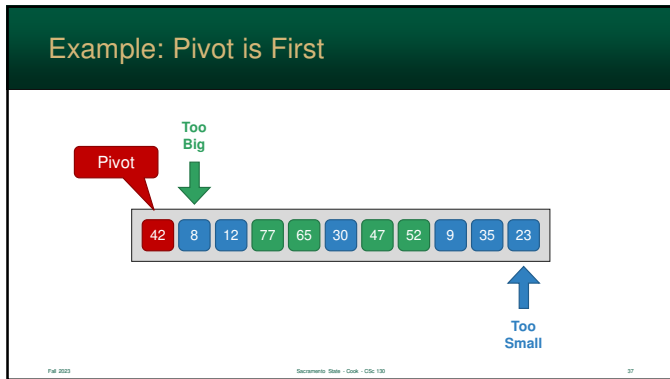 Example: Pivot is First
Too
Big
Pivot
42 8 12 77 65 30 47 52 9 35 23
Too
Small
Fall 2023
Sacramento State - Cook - CSc 130
37